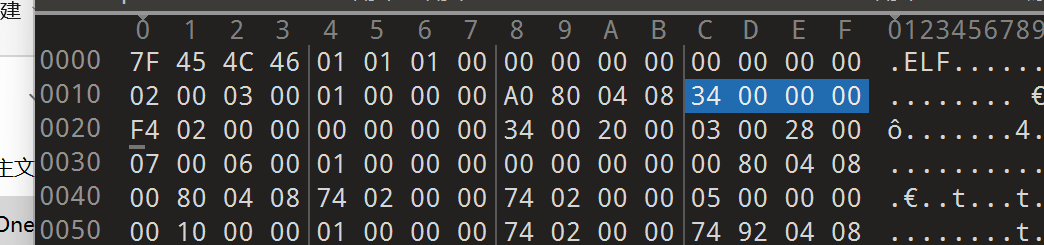 建
0 1 2 3 4 5 6 7 8 9 A B C D E F 0123456789
0000 7F 45 4C 46 01 01 01 00 00 00 00 00 00 00 00 00 .ELF......
0010 02 00 03 00 01 00 00 00 A0 80 04 08 34 00 00 00 ........ €
0020 F4 02 00 00 00 00 00 00 34 00 20 00 03 00 28 00 ô.......4.
主文
0030 07 00 06 00 01 00 00 00 00 00 00 00 00 80 04 08 ..........
0040 00 80 04 08 74 02 00 00 74 02 00 00 05 00 00 00 .€..t...t.
One
0050 00 10 00 00 01 00 00 00 74 02 00 00 74 92 04 08 ........t.